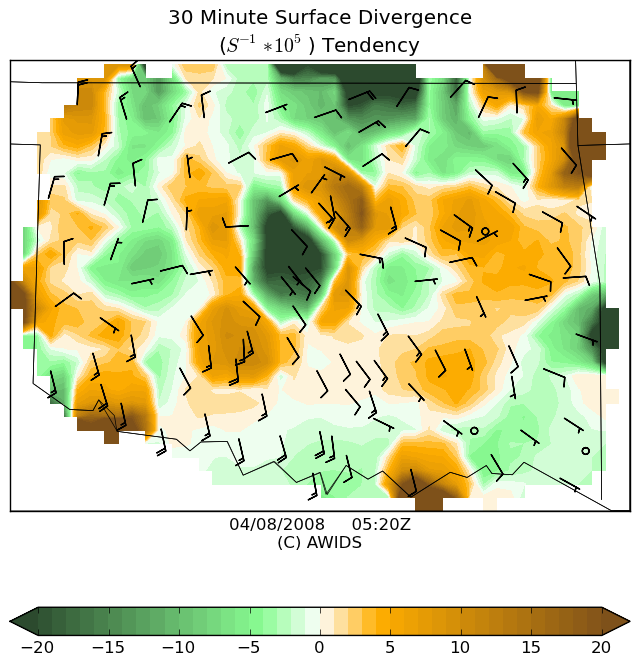 30 Minute Surface Divergence
(S⁻¹ ∗10⁵ ) Tendency
04/08/2008 05:20Z
(C) AWIDS
−20 −15 −10 −5 0 5 10 15 20